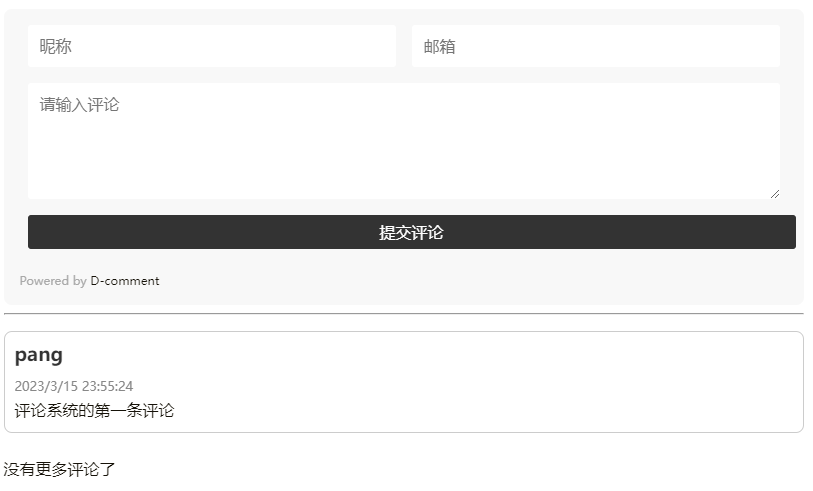 昵称
邮箱
请输入评论
提交评论
Powered by D-comment
pang
2023/3/15 23:55:24
评论系统的第一条评论
没有更多评论了